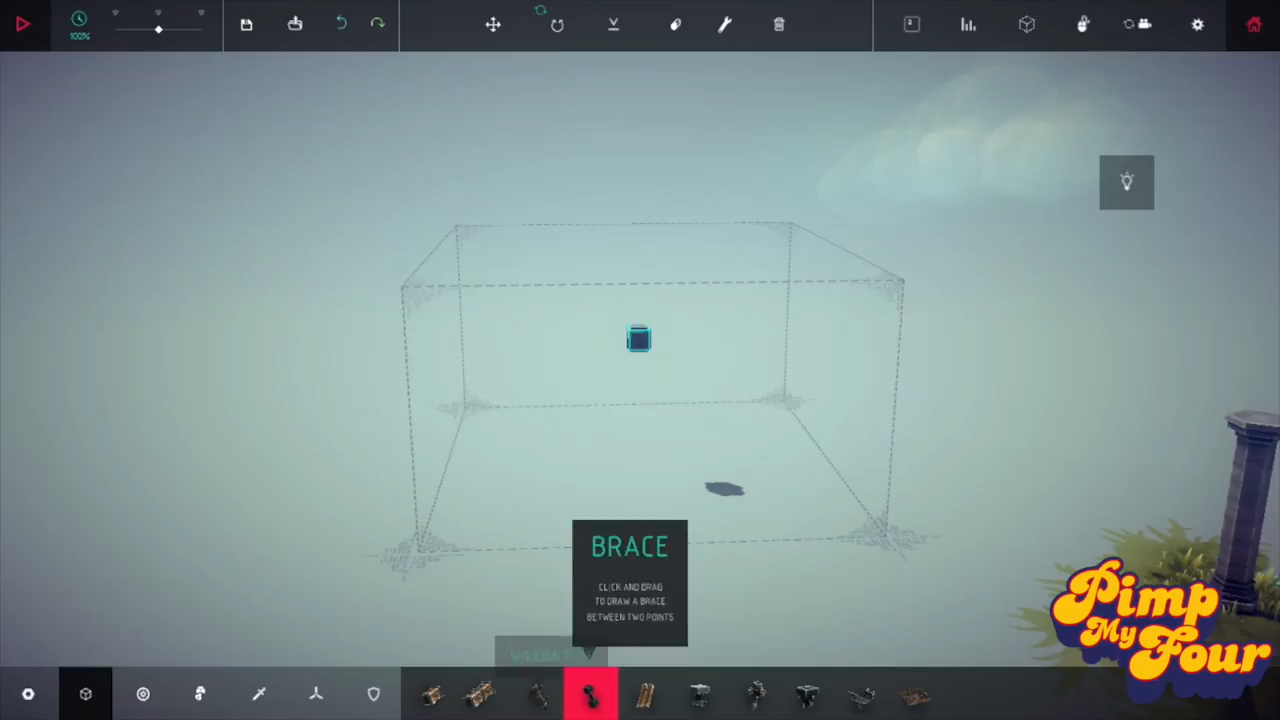 100%
BRACE
CLICK AND DRAG
TO DRAW A BRACE
BETWEEN TWO POINTS
Pimp
My
Four